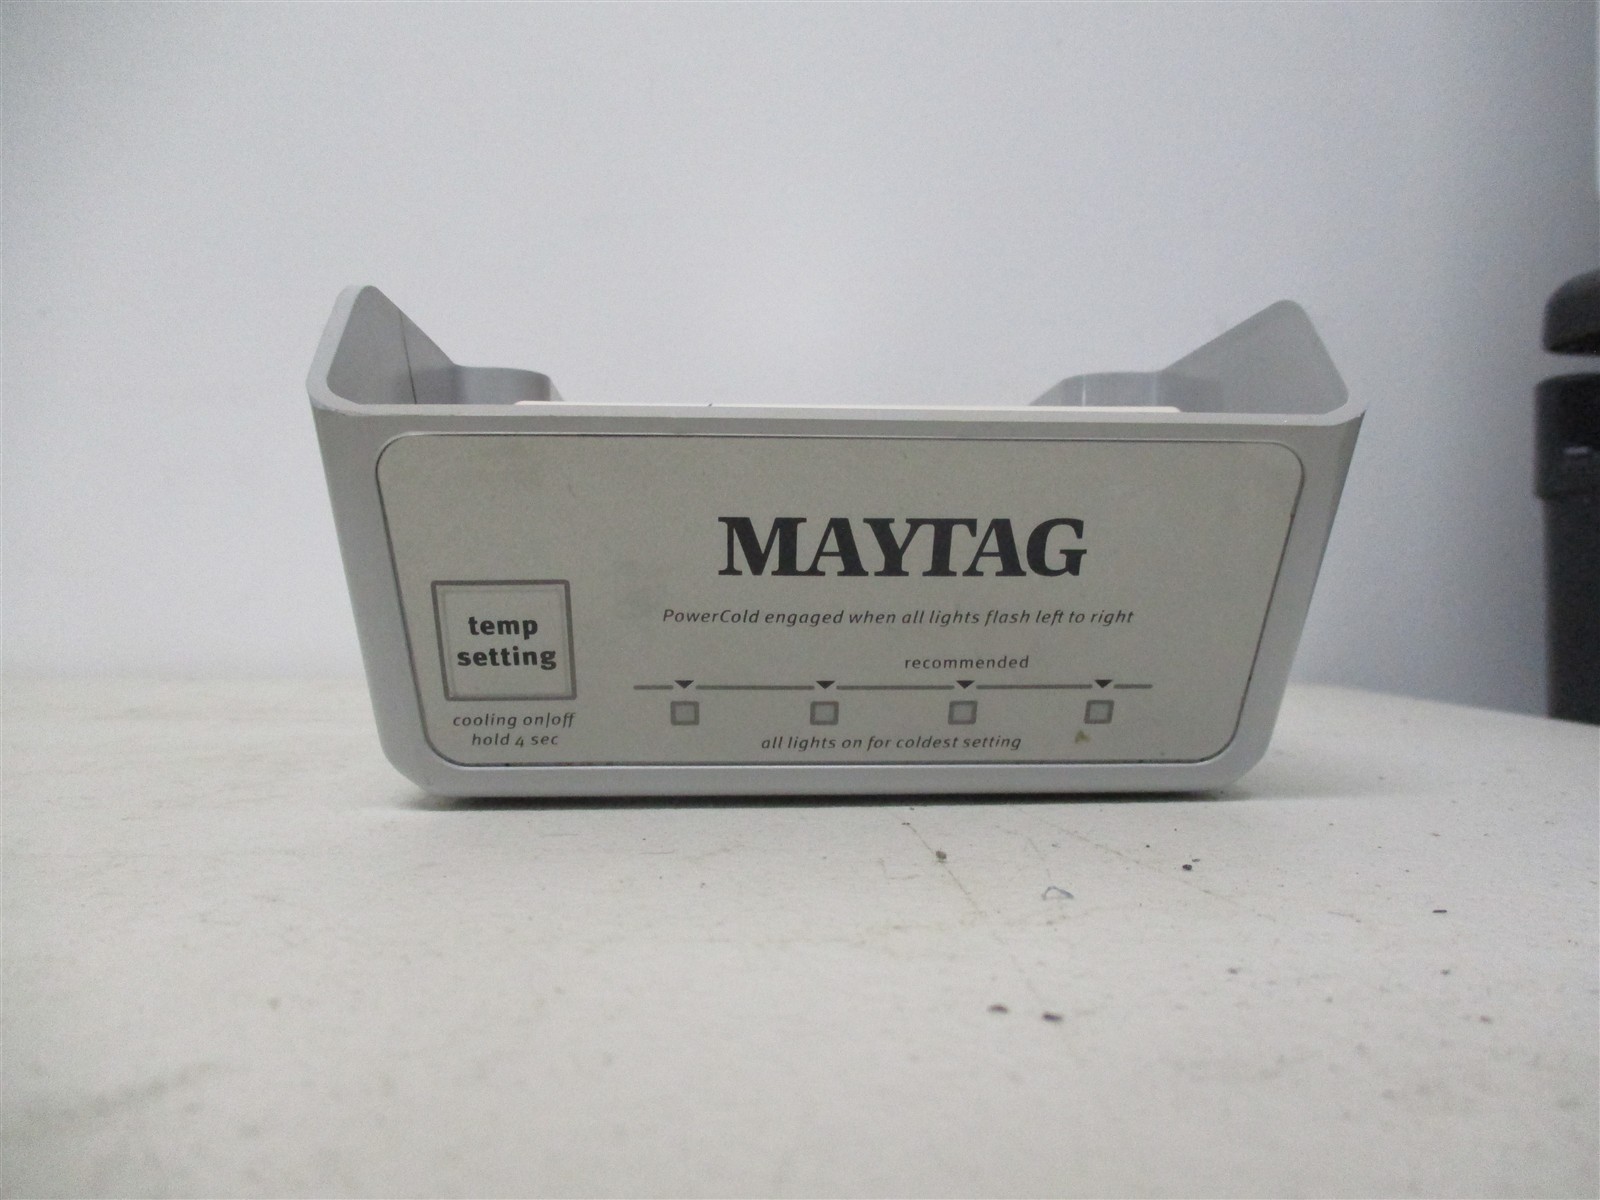 MAYTAG
PowerCold engaged when all lights flash left to right
temp
setting
cooling on|off
hold 4 sec
recommended
all lights on for coldest setting